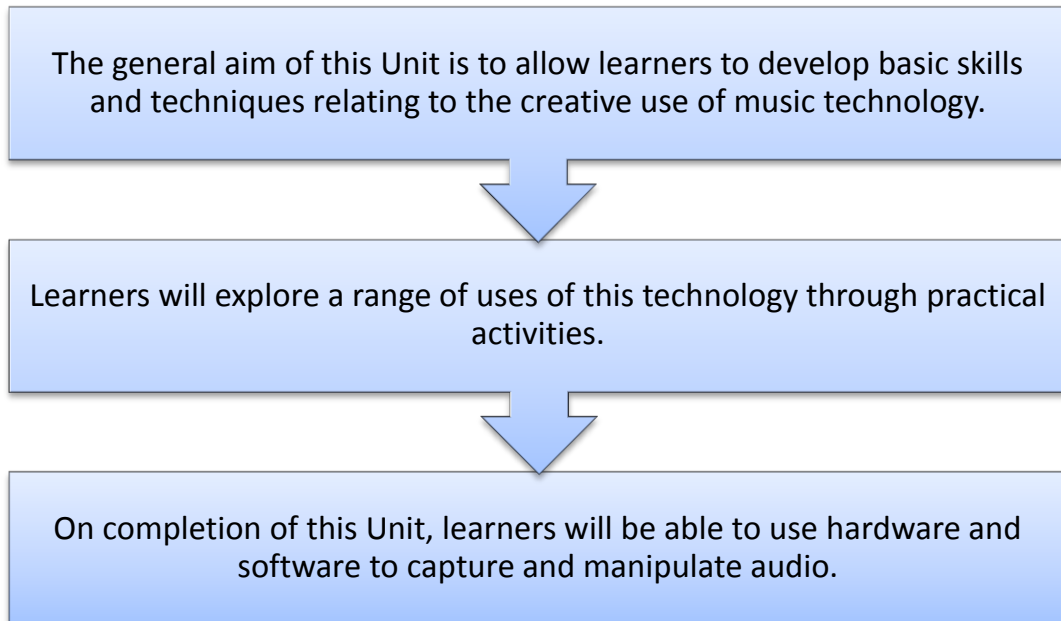 The general aim of this Unit is to allow learners to develop basic skills
and techniques relating to the creative use of music technology.
Learners will explore a range of uses of this technology through practical
activities.
On completion of this Unit, learners will be able to use hardware and
software to capture and manipulate audio.